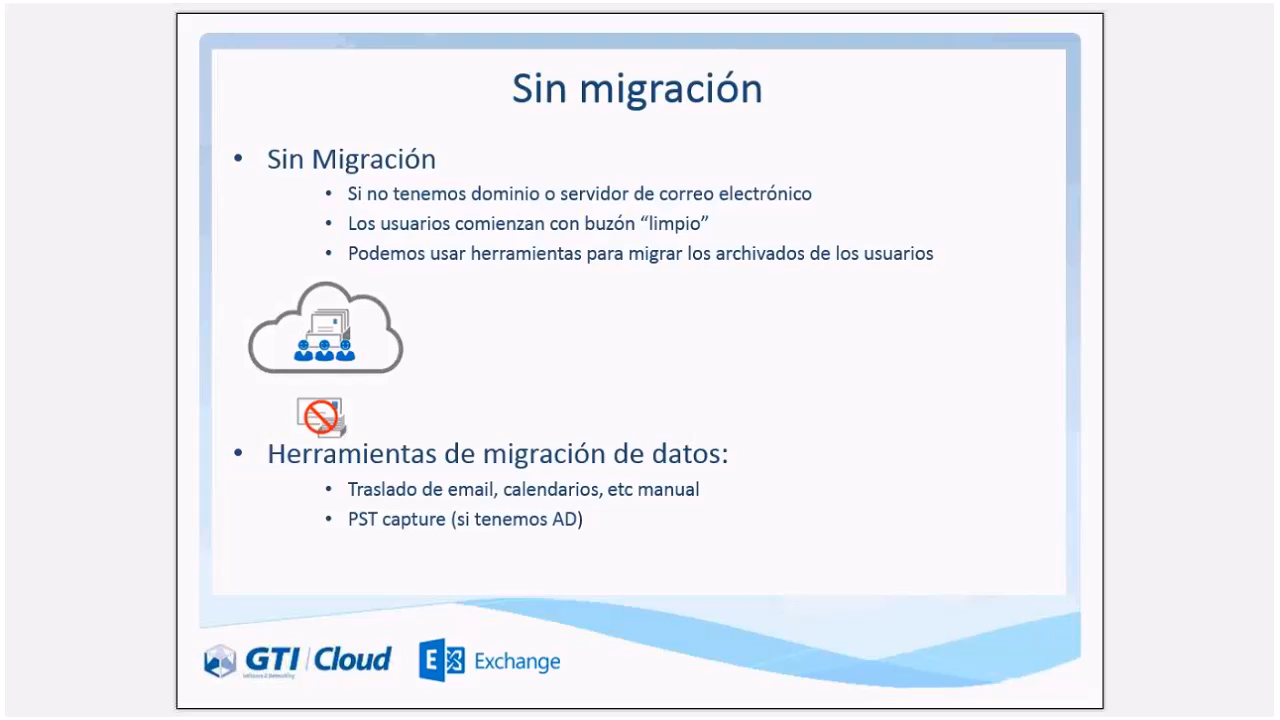 Sin migración
• Sin Migración
• Si no tenemos dominio o servidor de correo electrónico
• Los usuarios comienzan con buzón “limpio”
• Podemos usar herramientas para migrar los archivados de los usuarios
• Herramientas de migración de datos:
• Traslado de email, calendarios, etc manual
• PST capture (si tenemos AD)
GTI Cloud
E Exchange